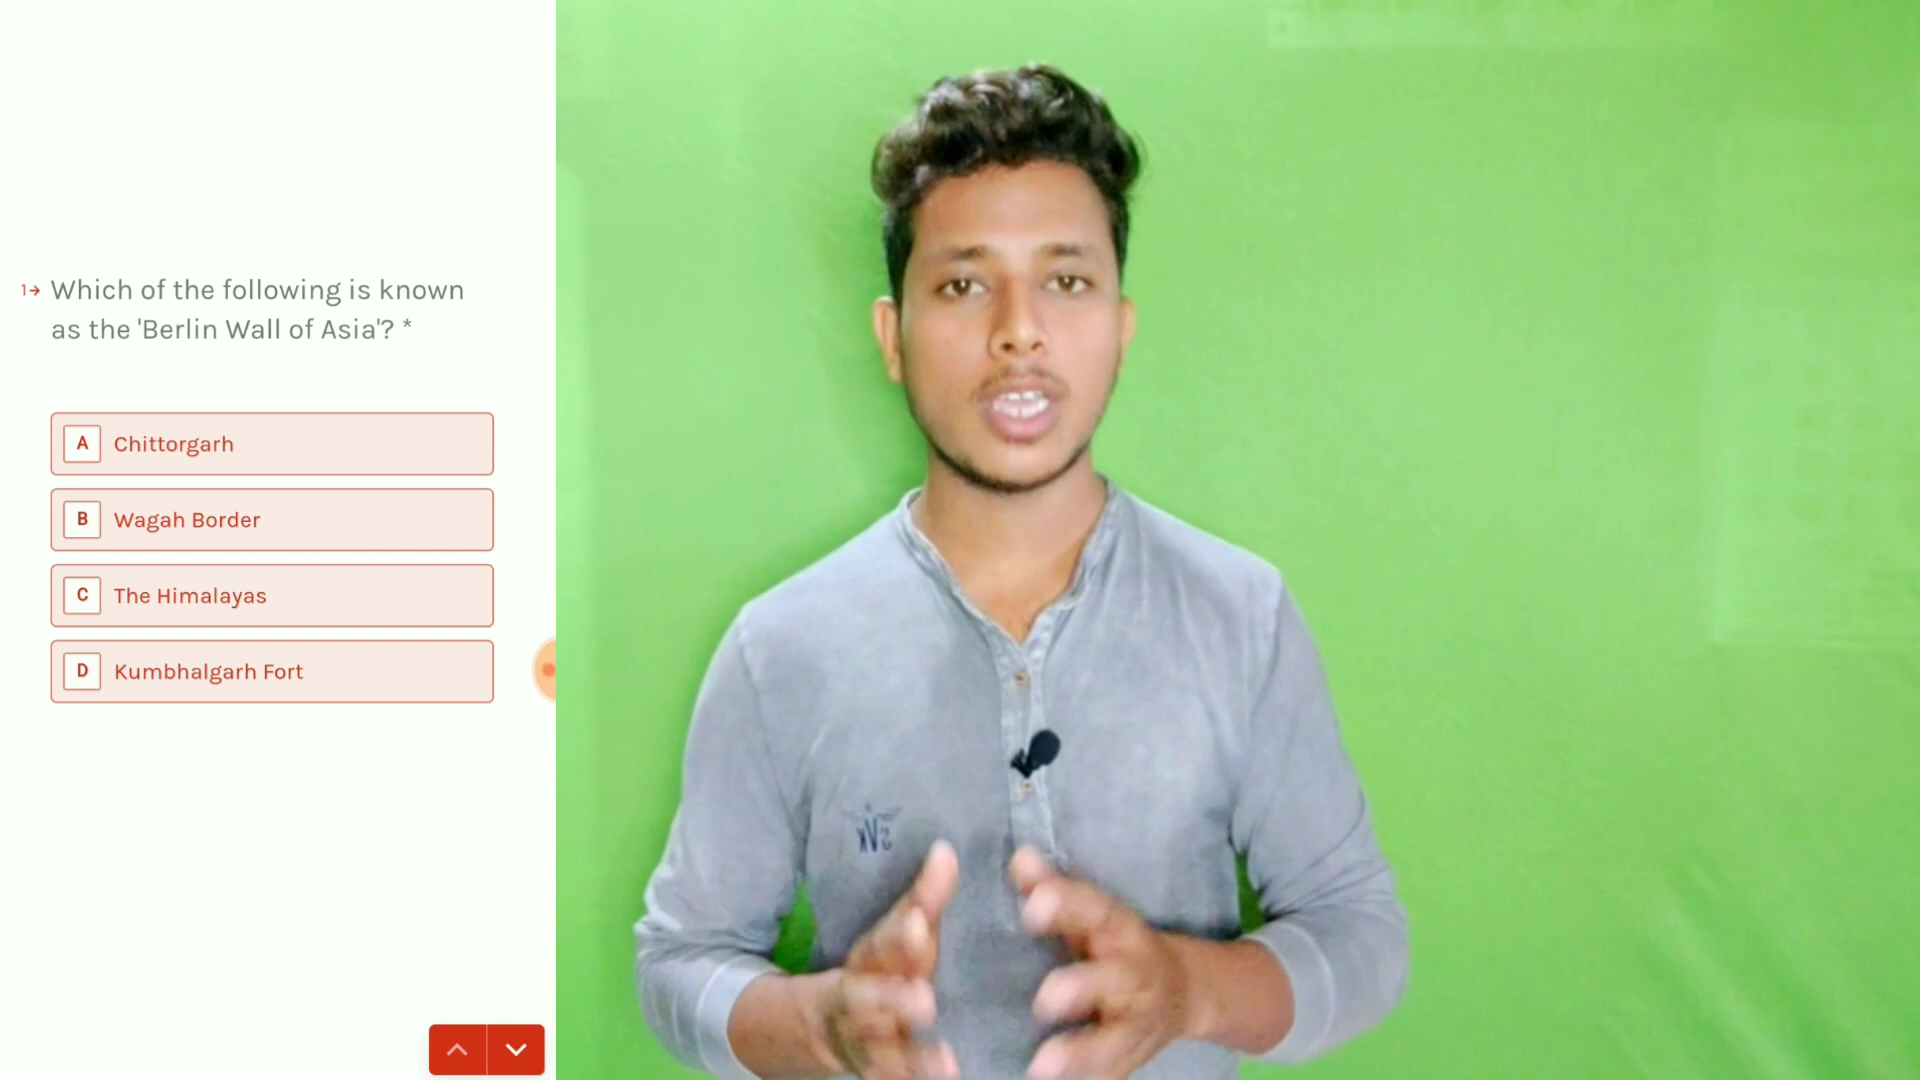 1→ Which of the following is known
as the 'Berlin Wall of Asia'? *
A Chittorgarh
B Wagah Border
C The Himalayas
D Kumbhalgarh Fort